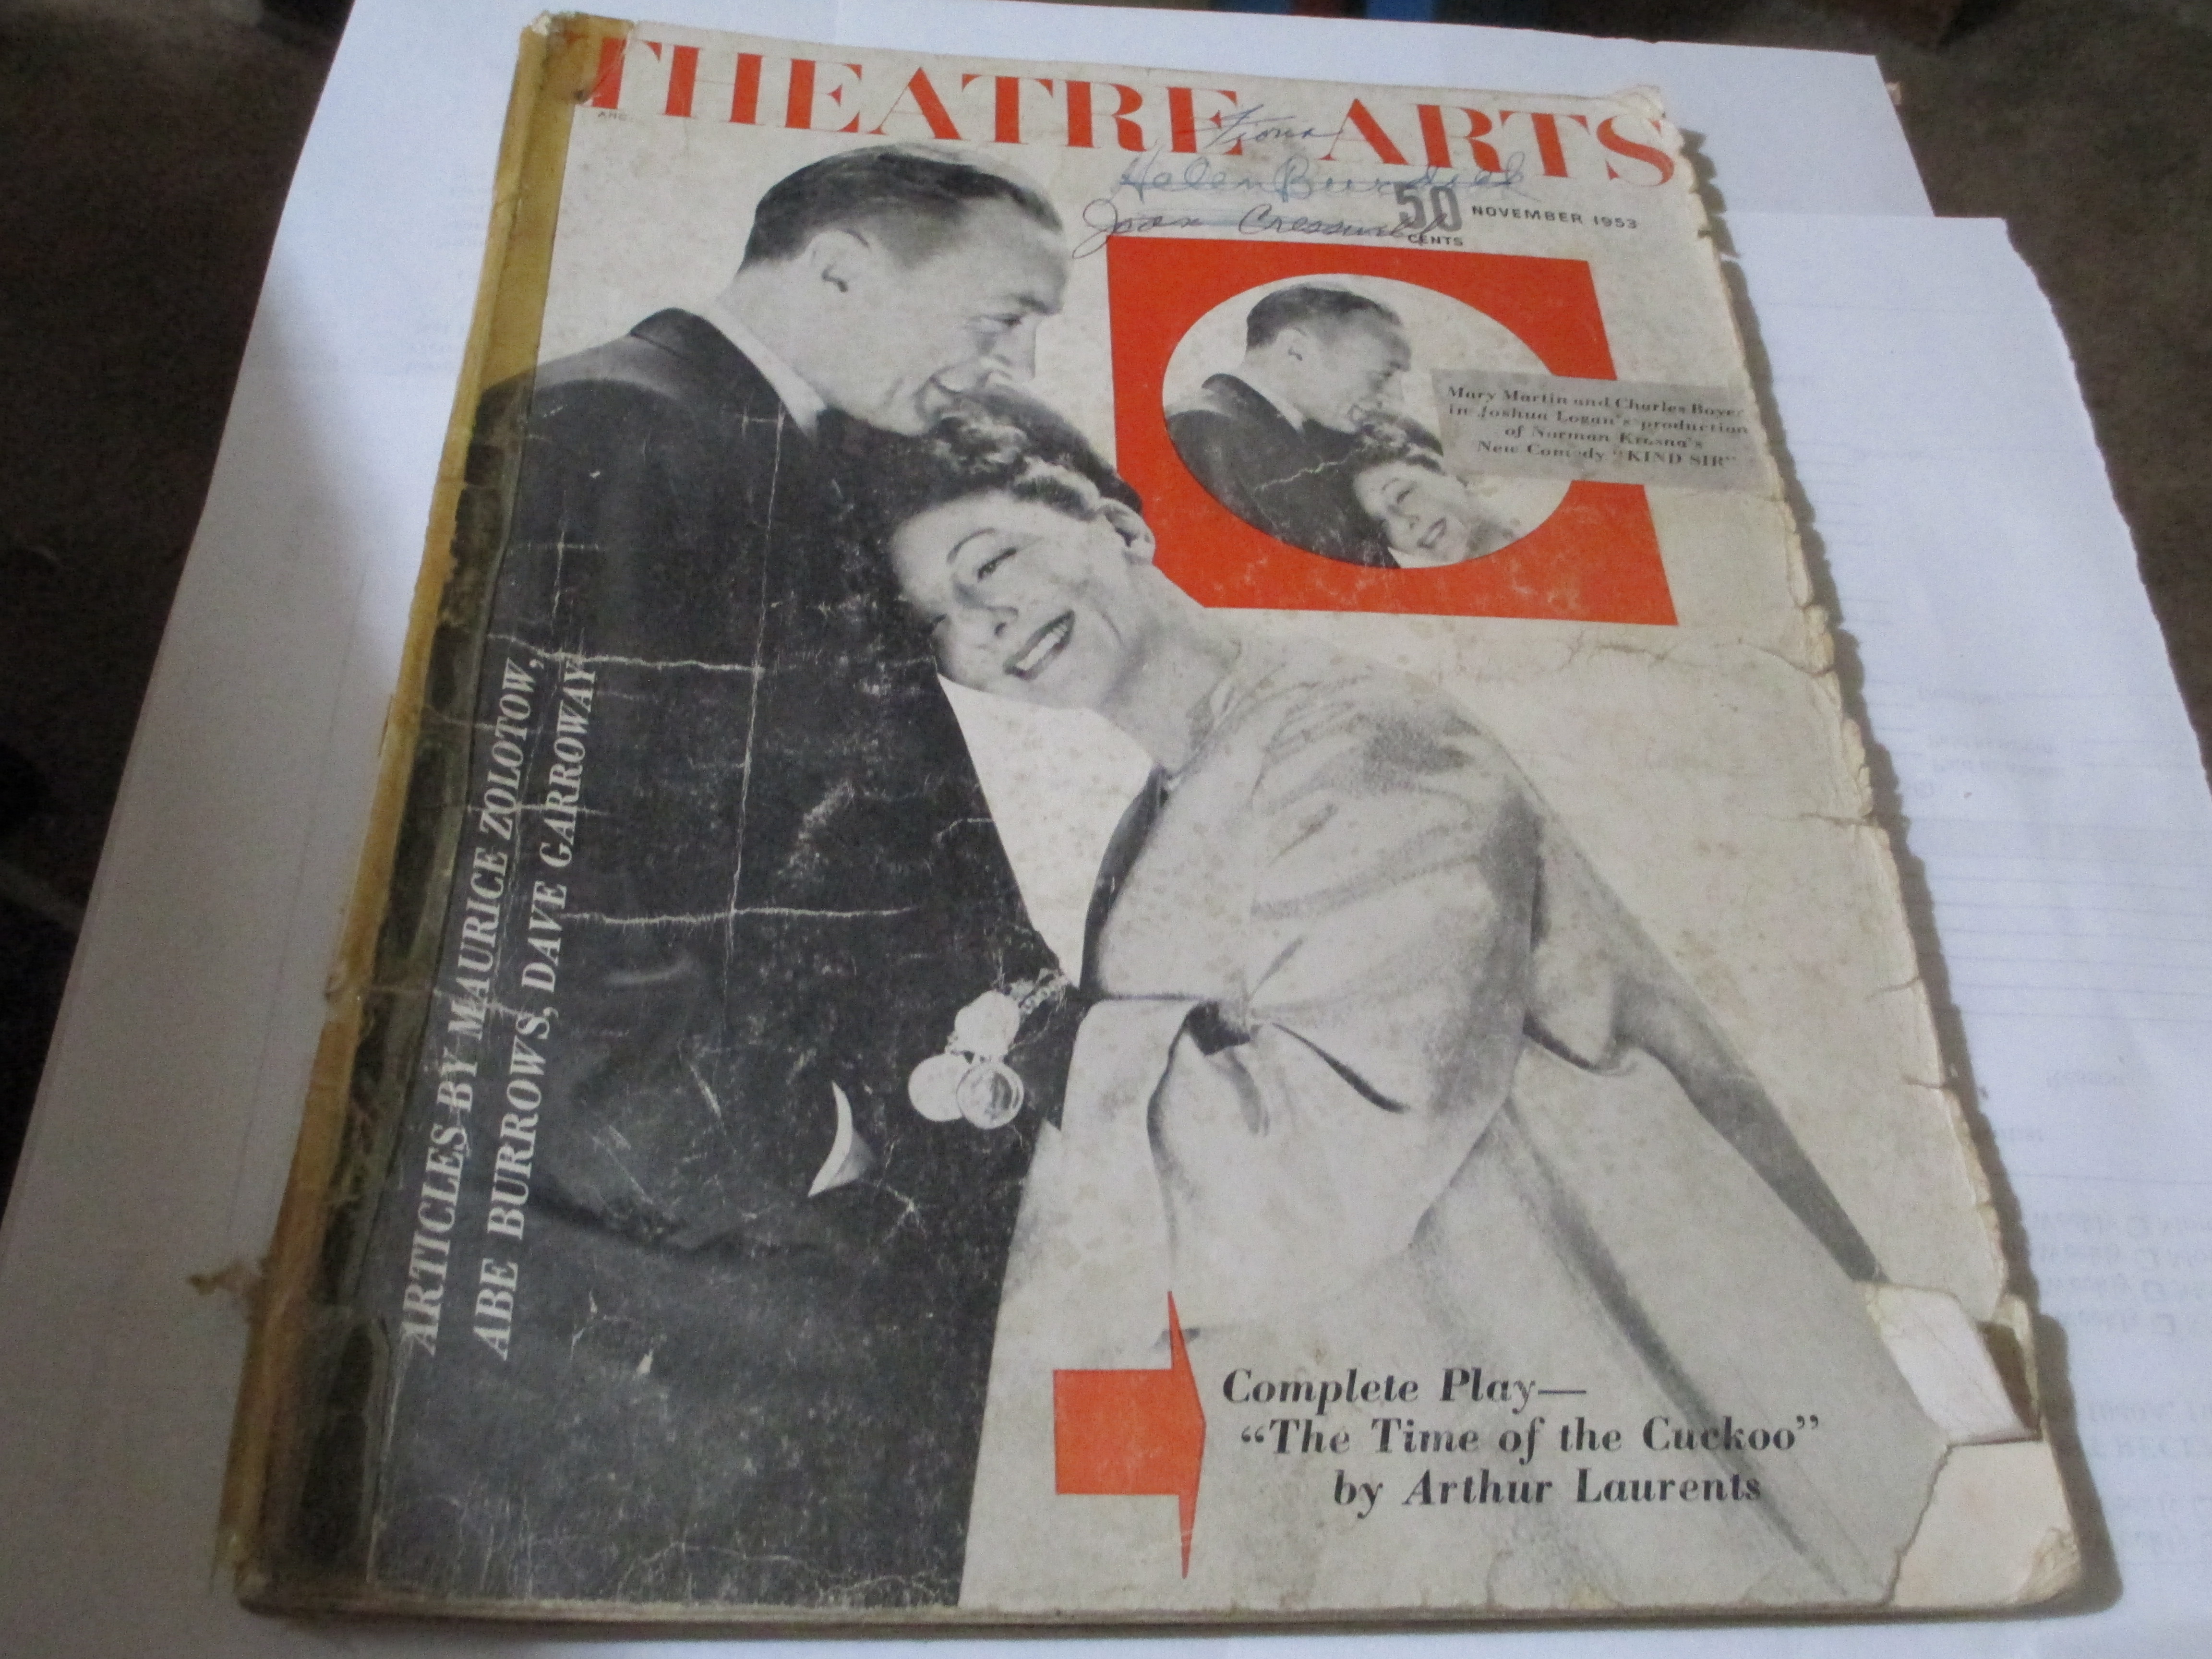 THEATRE ARTS
Fiona
Helen
Joan Cresswell
50
CENTS
NOVEMBER 1953
Mary Martin and Charles Boyer
in Joshua Logan's production
of Norman Krasna's
New Comedy "KIND SIR"
ARTICLES BY MAURICE ZOLOTOW,
ABE BURROWS, DAVE GARROWAY
Complete Play—
"The Time of the Cuckoo"
by Arthur Laurents